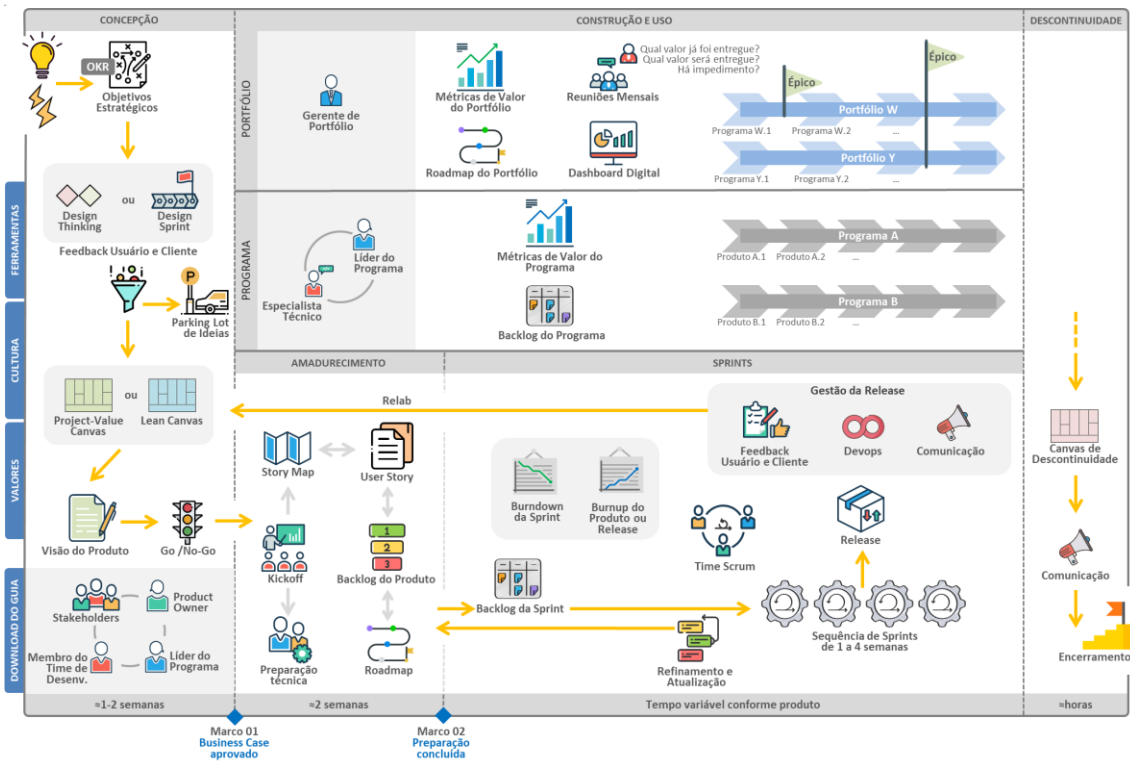 CONCEPÇÃO
CONSTRUÇÃO E USO
DESCONTINUIDADE
OKR
Objetivos
Estratégicos
Design
Thinking
ou
Design
Sprint
Feedback Usuário e Cliente
P
Parking Lot
de Ideias
Project-Value
Canvas
ou
Lean Canvas
Visão do Produto
Go /No-Go
Stakeholders
Product
Owner
Membro do
Time de
Desenv.
Líder do
Programa
≈1-2 semanas
FERRAMENTAS
CULTURA
VALORES
DOWNLOAD DO GUIA
PORTFÓLIO
Gerente de
Portfólio
Métricas de Valor
do Portfólio
Qual valor já foi entregue?
Qual valor será entregue?
Há impedimento?
Reuniões Mensais
Roadmap do Portfólio
Dashboard Digital
Épico
Épico
Portfólio W
Programa W.1
Programa W.2
...
Portfólio Y
Programa Y.1
Programa Y.2
...
PROGRAMA
Líder do
Programa
Especialista
Técnico
Métricas de Valor do
Programa
Backlog do Programa
Programa A
Produto A.1
Produto A.2
...
Programa B
Produto B.1
Produto B.2
...
AMADURECIMENTO
SPRINTS
Relab
Story Map
User Story
Kickoff
1
2
3
Backlog do Produto
Preparação
técnica
Roadmap
≈2 semanas
Gestão da Release
Feedback
Usuário e Cliente
Devops
Comunicação
Burndown
da Sprint
Burnup do
Produto ou
Release
Time Scrum
Release
Backlog da Sprint
Sequência de Sprints
de 1 a 4 semanas
Refinamento e
Atualização
Tempo variável conforme produto
Canvas de
Descontinuidade
Comunicação
Encerramento
≈horas
Marco 01
Business Case
aprovado
Marco 02
Preparação
concluída